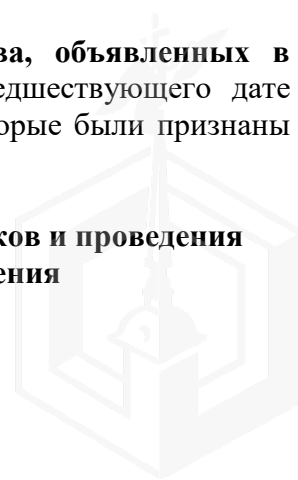 ва, объявленных в
едшествующего дате
орые были признаны
ков и проведения
ения